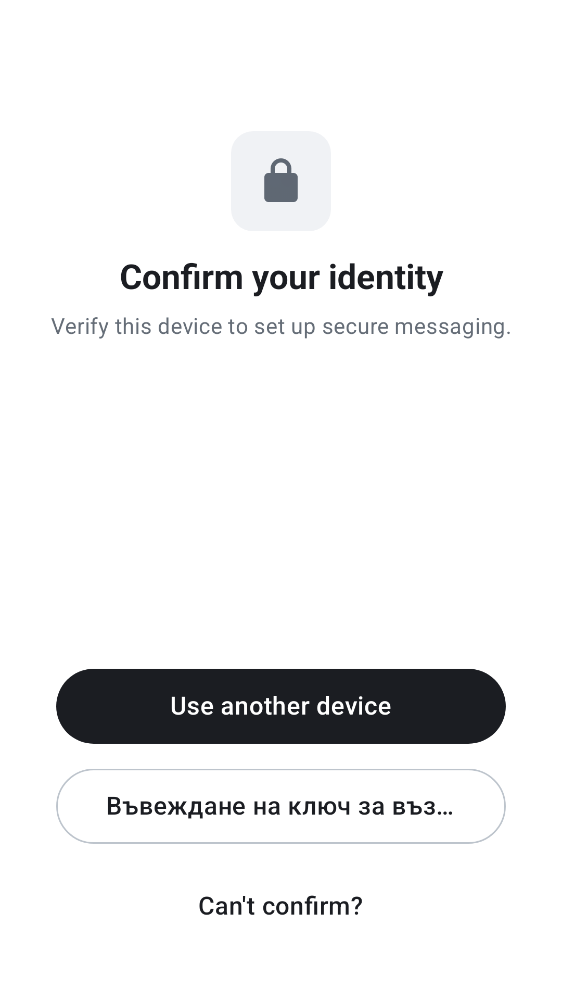 Confirm your identity
Verify this device to set up secure messaging.
Use another device
Въвеждане на ключ за въз...
Can't confirm?